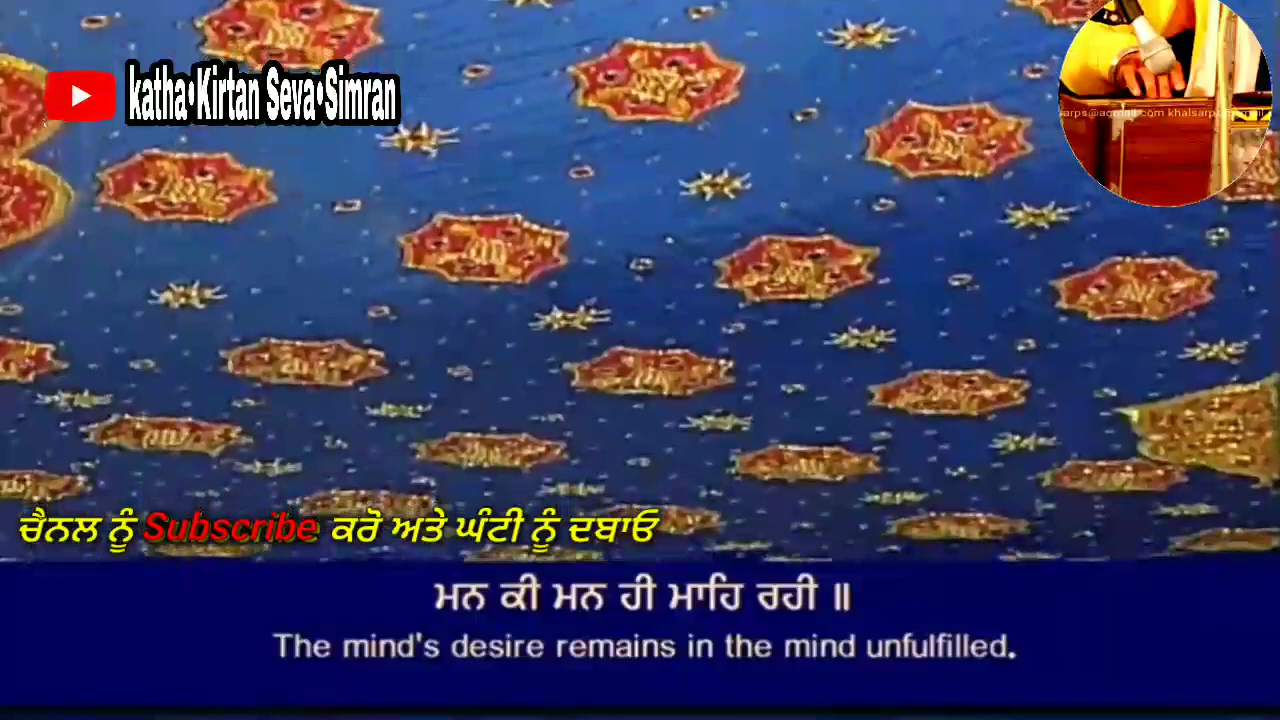 katha•Kirtan Seva•Simran
ਚੈਨਲ ਨੂੰ Subscribe ਕਰੋ ਅਤੇ ਘੰਟੀ ਨੂੰ ਦਬਾਓ
ਮਨ ਕੀ ਮਨ ਹੀ ਮਾਹਿ ਰਹੀ ॥
The mind's desire remains in the mind unfulfilled.